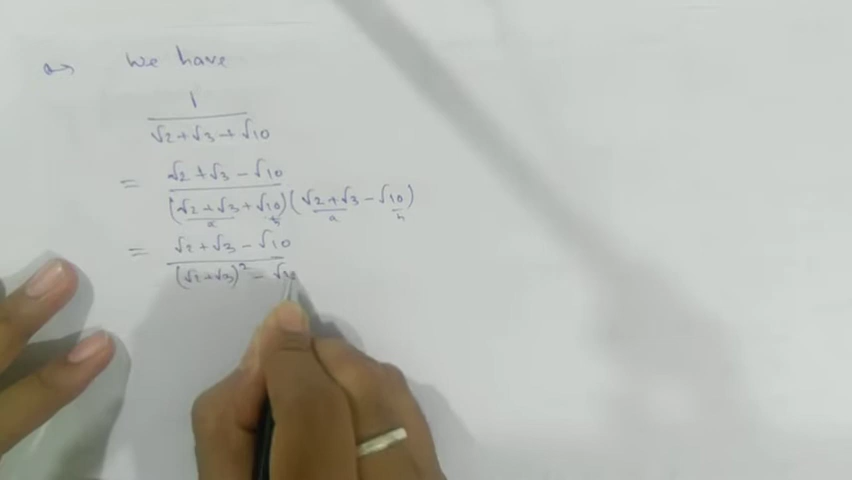 We have
1
√2+√3+√10
= √2+√3-√10
(√2+√3+√10)(√2+√3-√10)
a b a b
= √2+√3-√10
(√2+√3)² - √